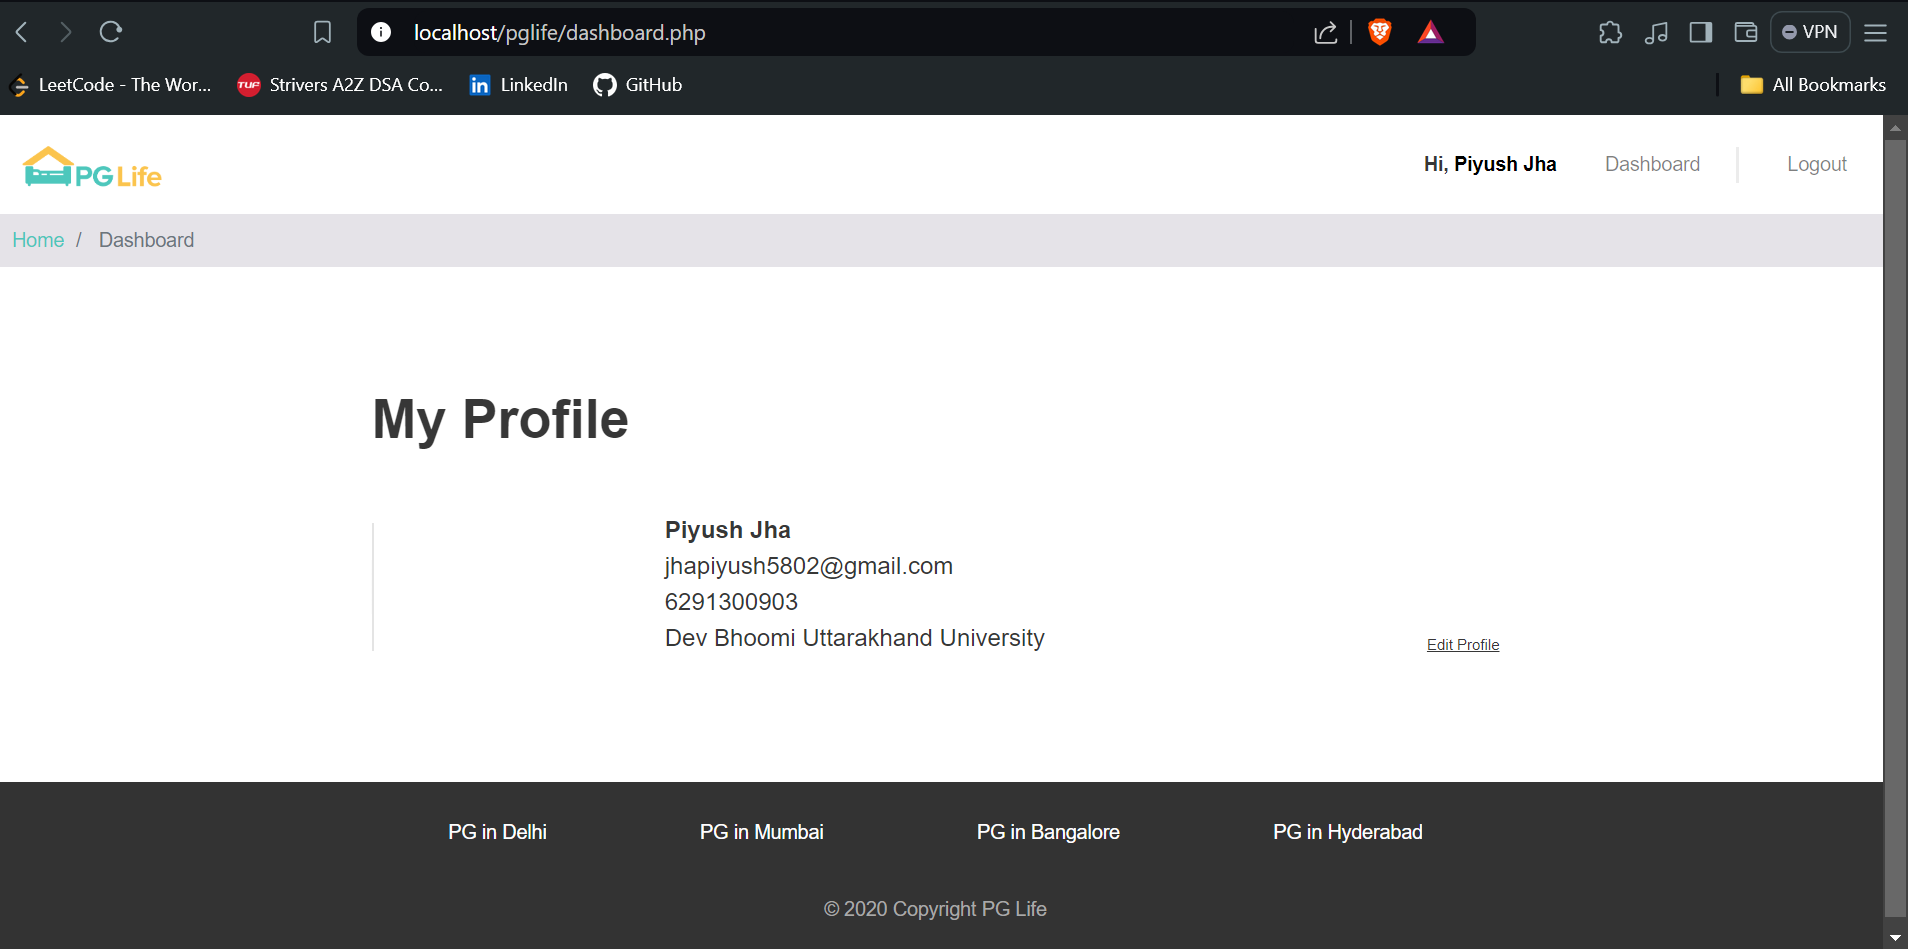 localhost/pglife/dashboard.php
VPN
LeetCode - The Wor...
TUF
Strivers A2Z DSA Co...
in
LinkedIn
GitHub
All Bookmarks
PG Life
Hi, Piyush Jha
Dashboard
Logout
Home / Dashboard
My Profile
Piyush Jha
jhapiyush5802@gmail.com
6291300903
Dev Bhoomi Uttarakhand University
Edit Profile
PG in Delhi
PG in Mumbai
PG in Bangalore
PG in Hyderabad
© 2020 Copyright PG Life